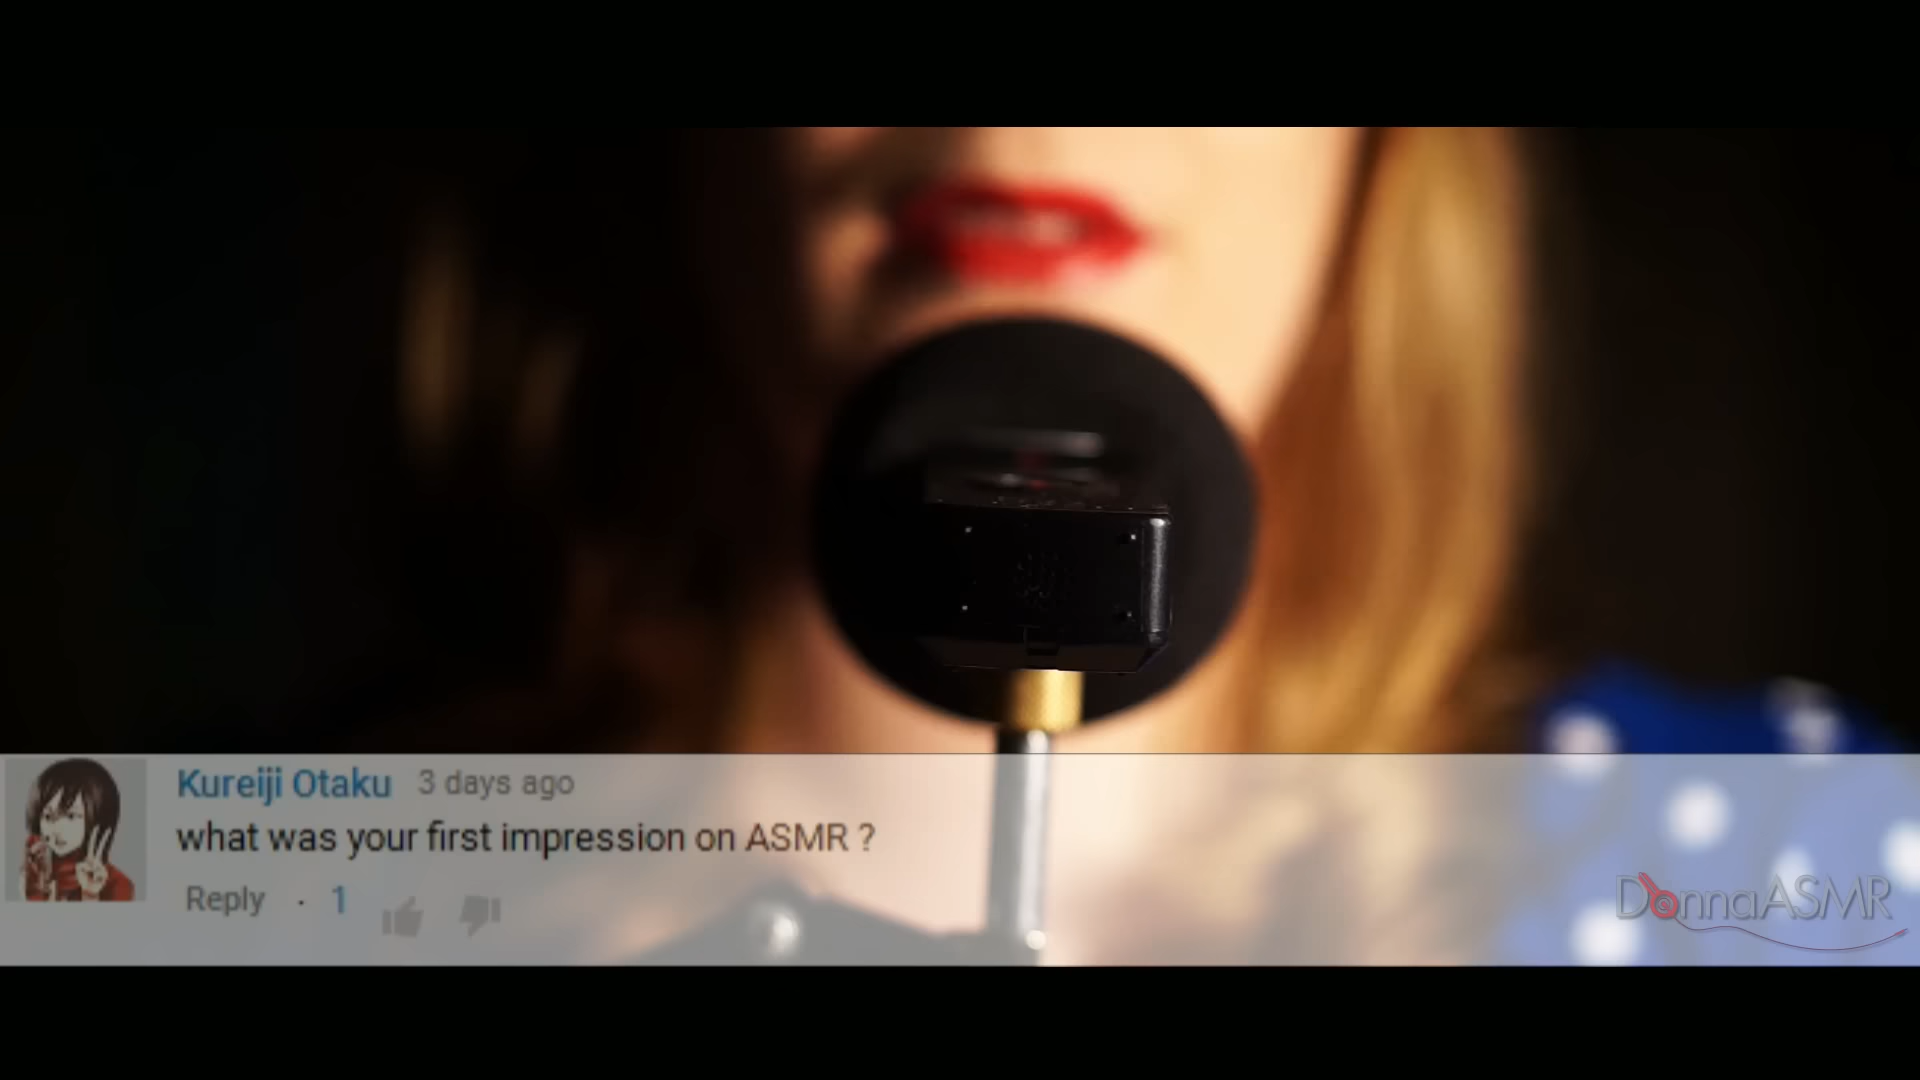 Kureiji Otaku 3 days ago
what was your first impression on ASMR ?
Reply · 1
DonnaASMR